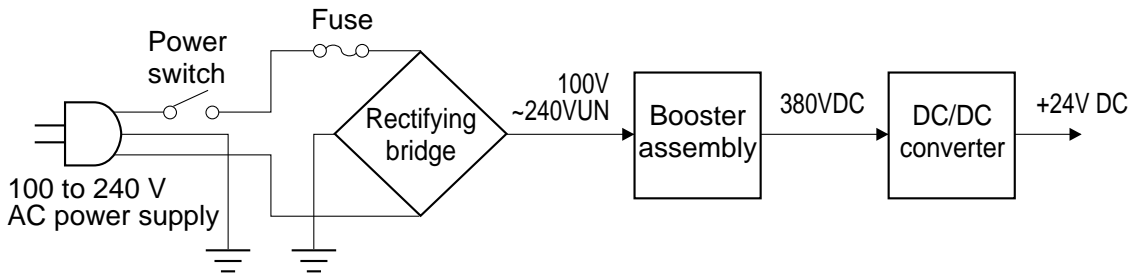 Fuse
Power
switch
100 to 240 V
AC power supply
Rectifying
bridge
100V
~240VUN
Booster
assembly
380VDC
DC/DC
converter
+24V DC